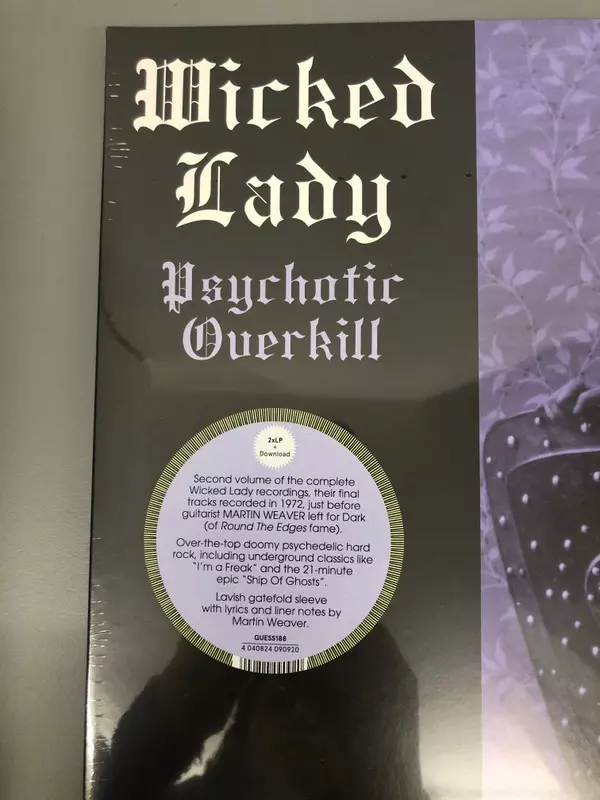 Wicked
Lady
Psychotic
Overkill
2xLP
+
Download
Second volume of the complete
Wicked Lady recordings, their final
tracks recorded in 1972, just before
guitarist MARTIN WEAVER left for Dark
(of Round The Edges fame).
Over-the-top doomy psychedelic hard
rock, including underground classics like
“I'm a Freak” and the 21-minute
epic “Ship Of Ghosts”.
Lavish gatefold sleeve
with lyrics and liner notes by
Martin Weaver.
GUESS188
4 040824 090920